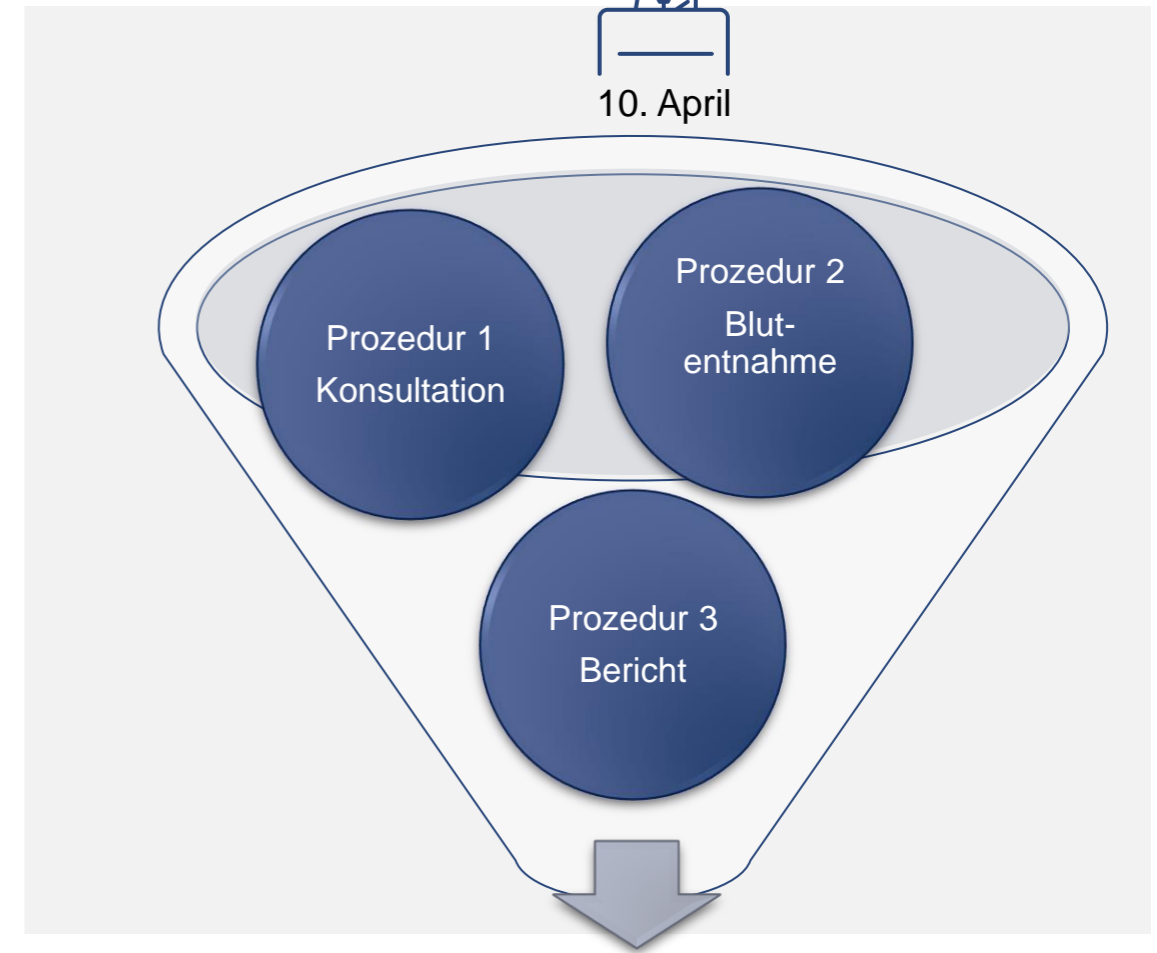 10. April
Prozedur 1
Konsultation
Prozedur 2
Blut-
entnahme
Prozedur 3
Bericht